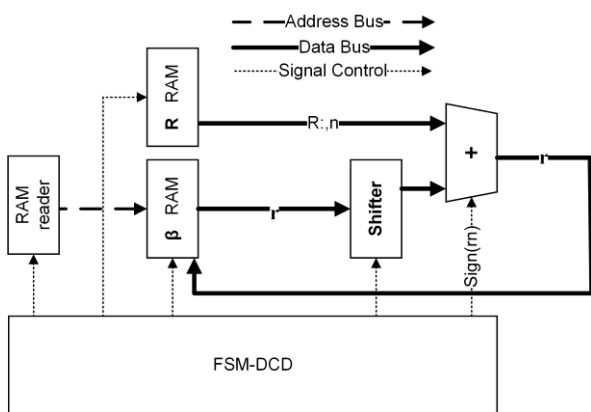 Address Bus
Data Bus
Signal Control
R RAM
R:,n
+
r
RAM
reader
β RAM
r
Shifter
Sign(rn)
FSM-DCD